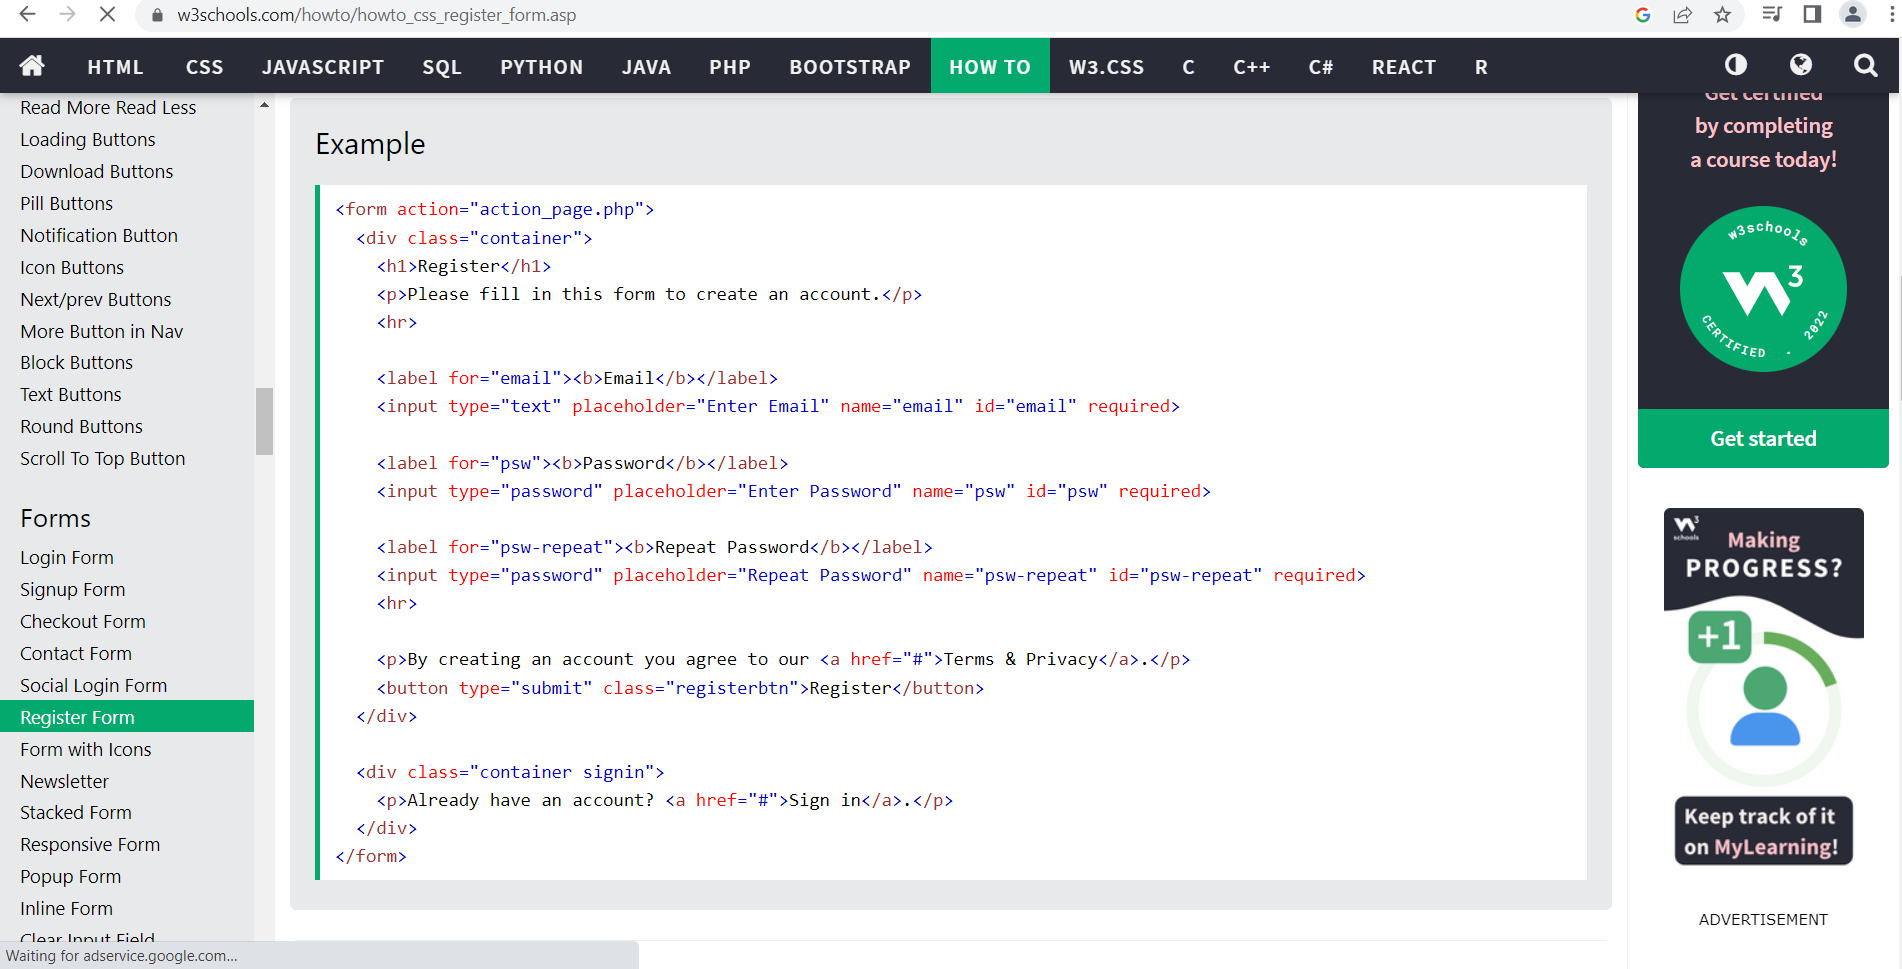 w3schools.com/howto/howto_css_register_form.asp
HTML CSS JAVASCRIPT SQL PYTHON JAVA PHP BOOTSTRAP HOW TO W3.CSS C C++ C# REACT R
Read More Read Less
Loading Buttons
Download Buttons
Pill Buttons
Notification Button
Icon Buttons
Next/prev Buttons
More Button in Nav
Block Buttons
Text Buttons
Round Buttons
Scroll To Top Button
Forms
Login Form
Signup Form
Checkout Form
Contact Form
Social Login Form
Register Form
Form with Icons
Newsletter
Stacked Form
Responsive Form
Popup Form
Inline Form
Clear Input Field
Waiting for adservice.google.com...
Example
<form action="action_page.php">
  <div class="container">
    <h1>Register</h1>
    <p>Please fill in this form to create an account.</p>
    <hr>
    <label for="email"><b>Email</b></label>
    <input type="text" placeholder="Enter Email" name="email" id="email" required>
    <label for="psw"><b>Password</b></label>
    <input type="password" placeholder="Enter Password" name="psw" id="psw" required>
    <label for="psw-repeat"><b>Repeat Password</b></label>
    <input type="password" placeholder="Repeat Password" name="psw-repeat" id="psw-repeat" required>
    <hr>
    <p>By creating an account you agree to our <a href="#">Terms & Privacy</a>.</p>
    <button type="submit" class="registerbtn">Register</button>
  </div>
  <div class="container signin">
    <p>Already have an account? <a href="#">Sign in</a>.</p>
  </div>
</form>
Get certified
by completing
a course today!
w3schools
3
CERTIFIED . 2022
Get started
3
schools
Making
PROGRESS?
+1
Keep track of it
on MyLearning!
ADVERTISEMENT